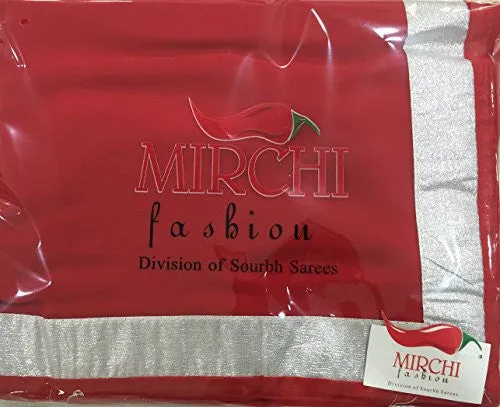 MIRCHI
fashion
Division of Sourbh Sarees
MIRCHI
fashion
Division of Sourbh Sarees